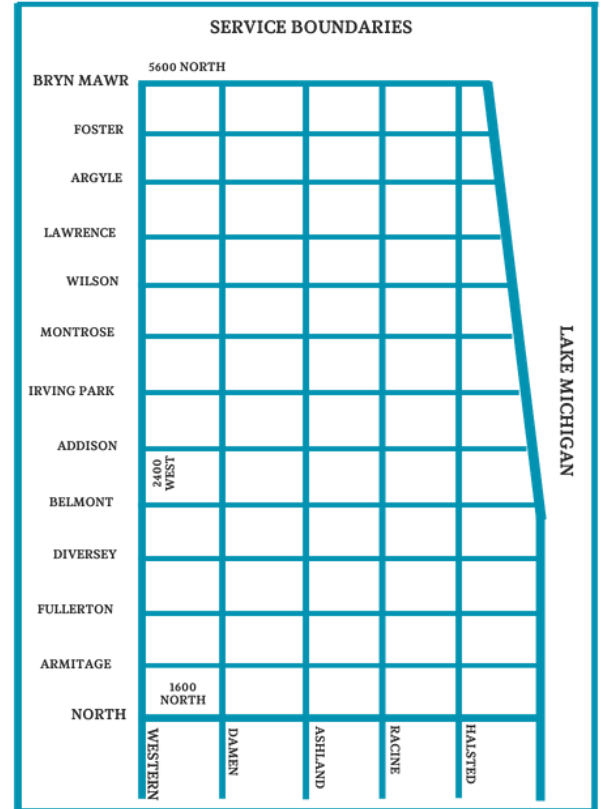 SERVICE BOUNDARIES
5600 NORTH
BRYN MAWR
FOSTER
ARGYLE
LAWRENCE
WILSON
MONTROSE
IRVING PARK
ADDISON
2400
WEST
BELMONT
DIVERSEY
FULLERTON
ARMITAGE
1600
NORTH
NORTH
WESTERN
DAMEN
ASHLAND
RACINE
HALSTED
LAKE MICHIGAN